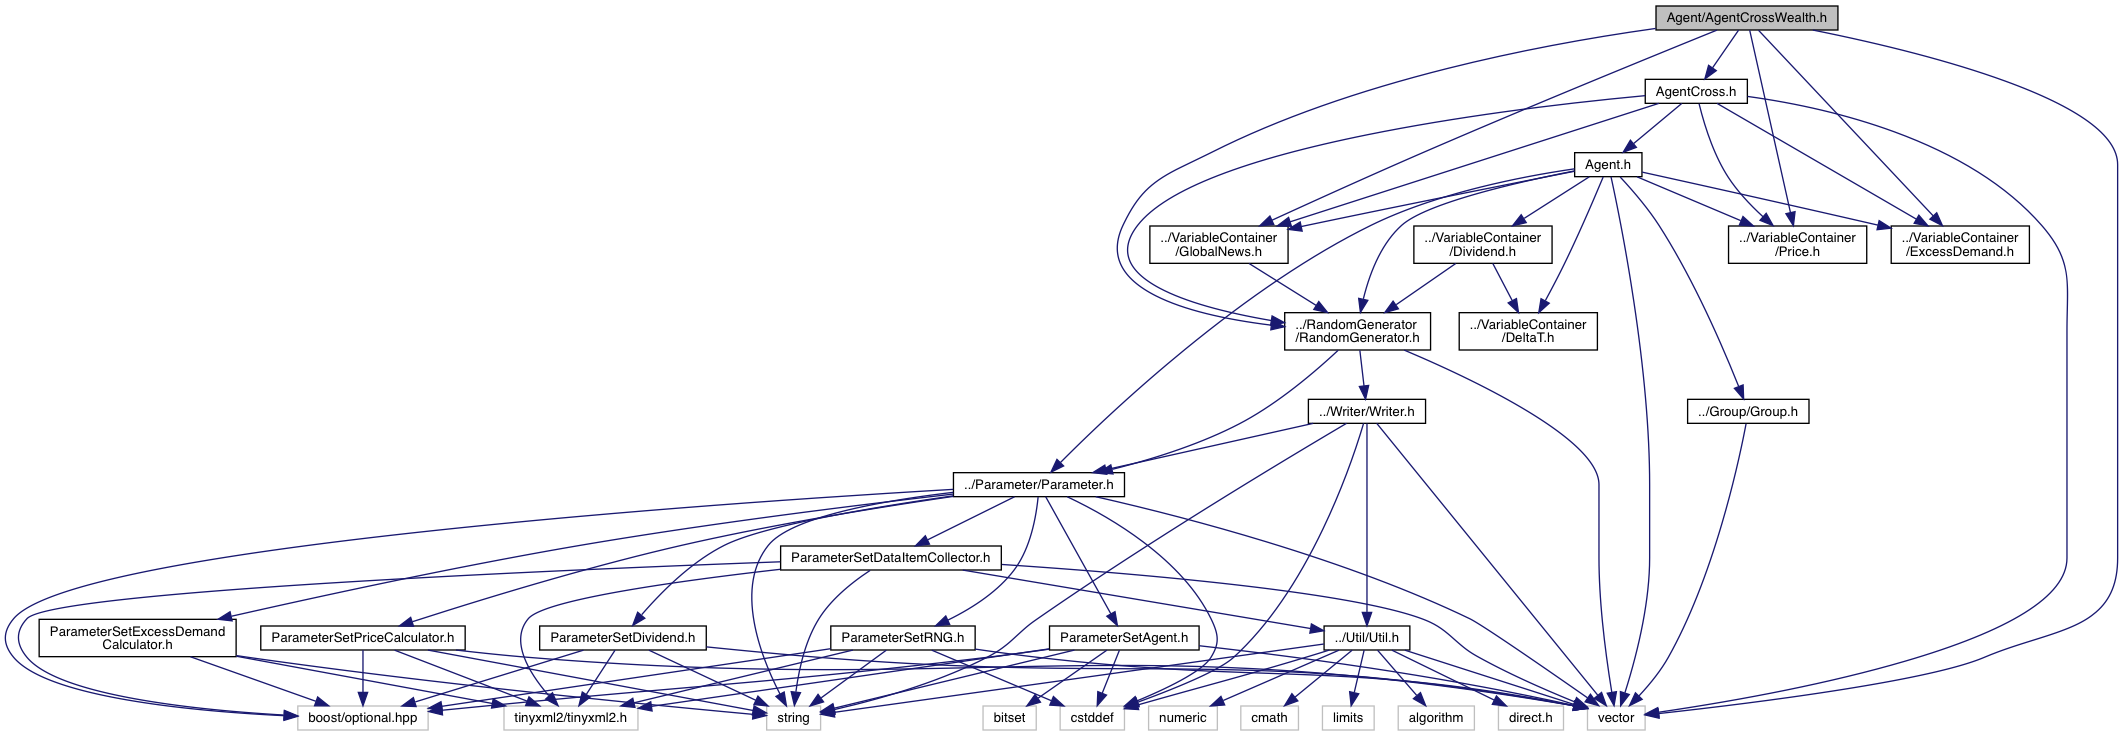 Agent/AgentCrossWealth.h
AgentCross.h
Agent.h
../VariableContainer
/GlobalNews.h
../VariableContainer
/Dividend.h
../VariableContainer
/Price.h
../VariableContainer
/ExcessDemand.h
../RandomGenerator
/RandomGenerator.h
../VariableContainer
/DeltaT.h
../Writer/Writer.h
../Group/Group.h
../Parameter/Parameter.h
ParameterSetDataItemCollector.h
ParameterSetExcessDemand
Calculator.h
ParameterSetPriceCalculator.h
ParameterSetDividend.h
ParameterSetRNG.h
ParameterSetAgent.h
../Util/Util.h
boost/optional.hpp
tinyxml2/tinyxml2.h
string
bitset
cstddef
numeric
cmath
limits
algorithm
direct.h
vector